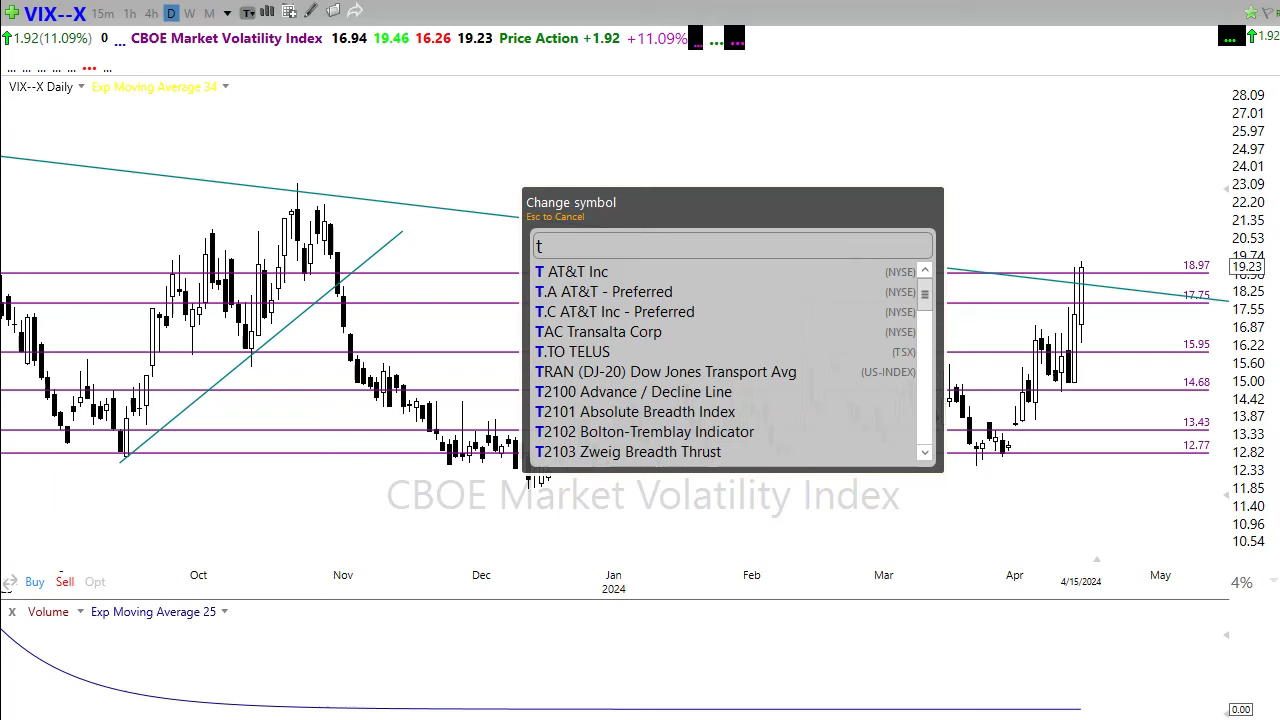 VIX--X 15m 1h 4h D W M T
1.92(11.09%) 0 ... CBOE Market Volatility Index 16.94 19.46 16.26 19.23 Price Action +1.92 +11.09% ... ... ... ... 1.92
... ... ... ... ... ... ...
VIX--X Daily Exp Moving Average 34
28.09
27.01
25.97
24.97
24.01
23.09
22.20
21.35
20.53
19.74
19.23
18.25
17.55
16.87
16.22
15.60
15.00
14.42
13.87
13.33
12.82
12.33
11.85
11.40
10.96
10.54
18.97
17.75
15.95
14.68
13.43
12.77
Change symbol
Esc to Cancel
t
T AT&T Inc (NYSE)
T.A AT&T - Preferred (NYSE)
T.C AT&T Inc - Preferred (NYSE)
TAC Transalta Corp (NYSE)
T.TO TELUS (TSX)
TRAN (DJ-20) Dow Jones Transport Avg (US-INDEX)
T2100 Advance / Decline Line
T2101 Absolute Breadth Index
T2102 Bolton-Tremblay Indicator
T2103 Zweig Breadth Thrust
CBOE Market Volatility Index
Oct Nov Dec Jan Feb Mar Apr May
2024 4/15/2024
Buy Sell Opt 4%
X Volume Exp Moving Average 25
0.00